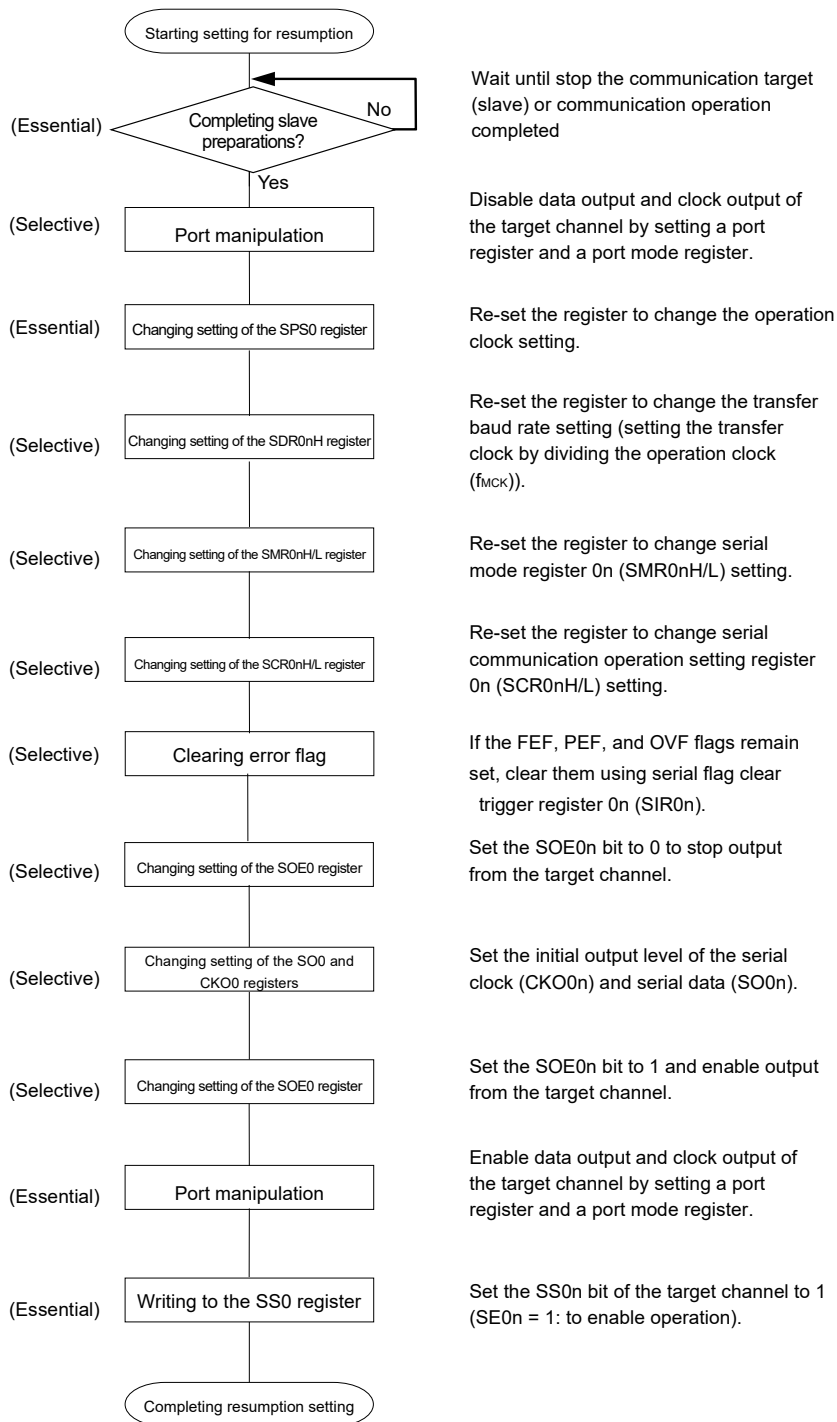 Starting setting for resumption
(Essential)
Completing slave
preparations?
No
Yes
Wait until stop the communication target
(slave) or communication operation
completed
(Selective)
Port manipulation
Disable data output and clock output of
the target channel by setting a port
register and a port mode register.
(Essential)
Changing setting of the SPS0 register
Re-set the register to change the operation
clock setting.
(Selective)
Changing setting of the SDR0nH register
Re-set the register to change the transfer
baud rate setting (setting the transfer
clock by dividing the operation clock
(fMCK)).
(Selective)
Changing setting of the SMR0nH/L register
Re-set the register to change serial
mode register 0n (SMR0nH/L) setting.
(Selective)
Changing setting of the SCR0nH/L register
Re-set the register to change serial
communication operation setting register
0n (SCR0nH/L) setting.
(Selective)
Clearing error flag
If the FEF, PEF, and OVF flags remain
set, clear them using serial flag clear
trigger register 0n (SIR0n).
(Selective)
Changing setting of the SOE0 register
Set the SOE0n bit to 0 to stop output
from the target channel.
(Selective)
Changing setting of the SO0 and
CKO0 registers
Set the initial output level of the serial
clock (CKO0n) and serial data (SO0n).
(Selective)
Changing setting of the SOE0 register
Set the SOE0n bit to 1 and enable output
from the target channel.
(Essential)
Port manipulation
Enable data output and clock output of
the target channel by setting a port
register and a port mode register.
(Essential)
Writing to the SS0 register
Set the SS0n bit of the target channel to 1
(SE0n = 1: to enable operation).
Completing resumption setting